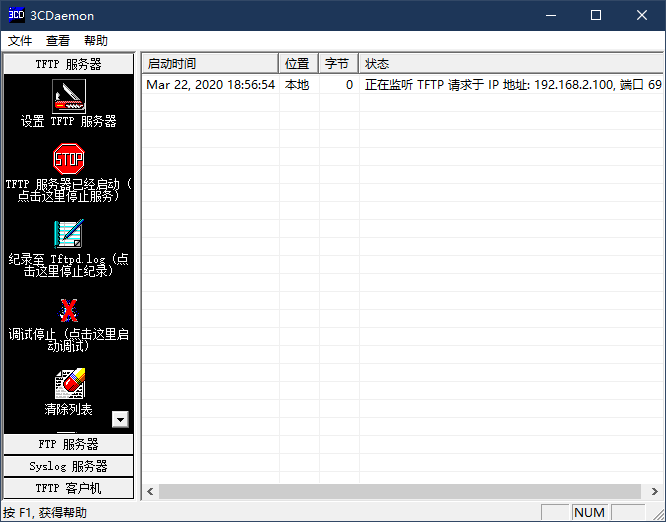 3CD 3CDaemon
文件 查看 帮助
TFTP 服务器
设置 TFTP 服务器
STOP
TFTP 服务器已经启动 (
点击这里停止服务)
纪录至 Tftpd.log (点
击这里停止纪录)
调试停止 (点击这里启
动调试)
清除列表
FTP 服务器
Syslog 服务器
TFTP 客户机
启动时间 位置 字节 状态
Mar 22, 2020 18:56:54 本地 0 正在监听 TFTP 请求于 IP 地址: 192.168.2.100, 端口 69
按 F1, 获得帮助 NUM